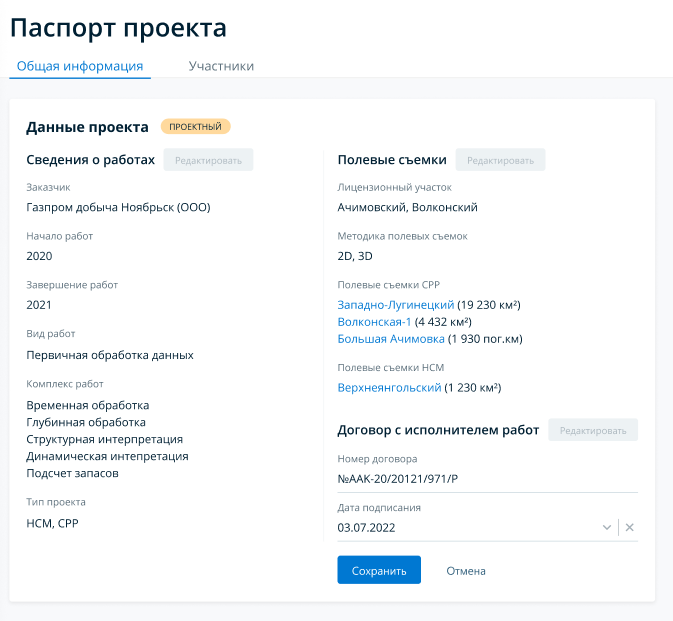 Паспорт проекта
Общая информация
Участники
Данные проекта
ПРОЕКТНЫЙ
Сведения о работах
Редактировать
Заказчик
Газпром добыча Ноябрьск (ООО)
Начало работ
2020
Завершение работ
2021
Вид работ
Первичная обработка данных
Комплекс работ
Временная обработка
Глубинная обработка
Структурная интерпретация
Динамическая интепретация
Подсчет запасов
Тип проекта
НСМ, СРР
Полевые съемки
Редактировать
Лицензионный участок
Ачимовский, Волконский
Методика полевых съемок
2D, 3D
Полевые съемки СРР
Западно-Лугинецкий (19 230 км²)
Волконская-1 (4 432 км²)
Большая Ачимовка (1 930 пог.км)
Полевые съемки НСМ
Верхнеянгольский (1 230 км²)
Договор с исполнителем работ
Редактировать
Номер договора
№ААК-20/20121/971/Р
Дата подписания
03.07.2022
Сохранить
Отмена